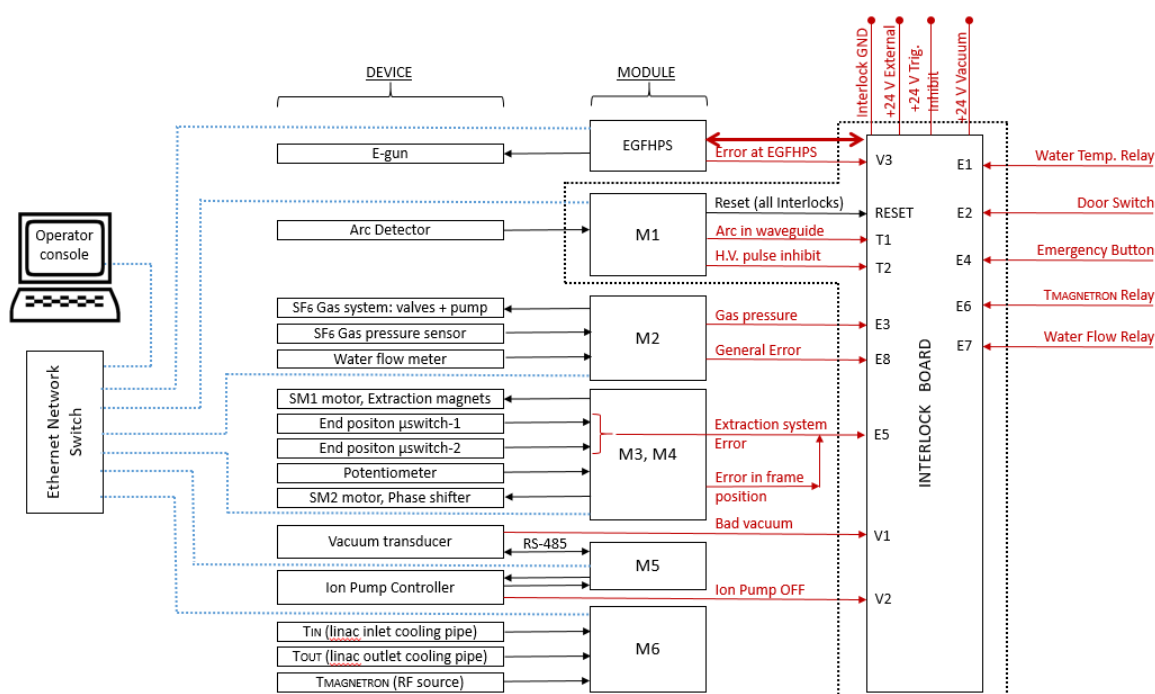 DEVICE
MODULE
Interlock GND
+24 V External
+24 V Trig.
Inhibit
+24 V Vacuum
E-gun
EGFHPS
Error at EGFHPS
V3
E1
Water Temp. Relay
Operator
console
Arc Detector
M1
Reset (all Interlocks)
RESET
Arc in waveguide
T1
H.V. pulse inhibit
T2
E2
Door Switch
E4
Emergency Button
E6
TMAGNETRON Relay
E7
Water Flow Relay
SF6 Gas system: valves + pump
SF6 Gas pressure sensor
Water flow meter
M2
Gas pressure
E3
General Error
E8
INTERLOCK BOARD
Ethernet Network
Switch
SM1 motor, Extraction magnets
End positon μswitch-1
End positon μswitch-2
Potentiometer
SM2 motor, Phase shifter
M3, M4
Extraction system
Error
E5
Error in frame
position
Vacuum transducer
Bad vacuum
V1
RS-485
M5
Ion Pump Controller
Ion Pump OFF
V2
TIN (linac inlet cooling pipe)
TOUT (linac outlet cooling pipe)
TMAGNETRON (RF source)
M6